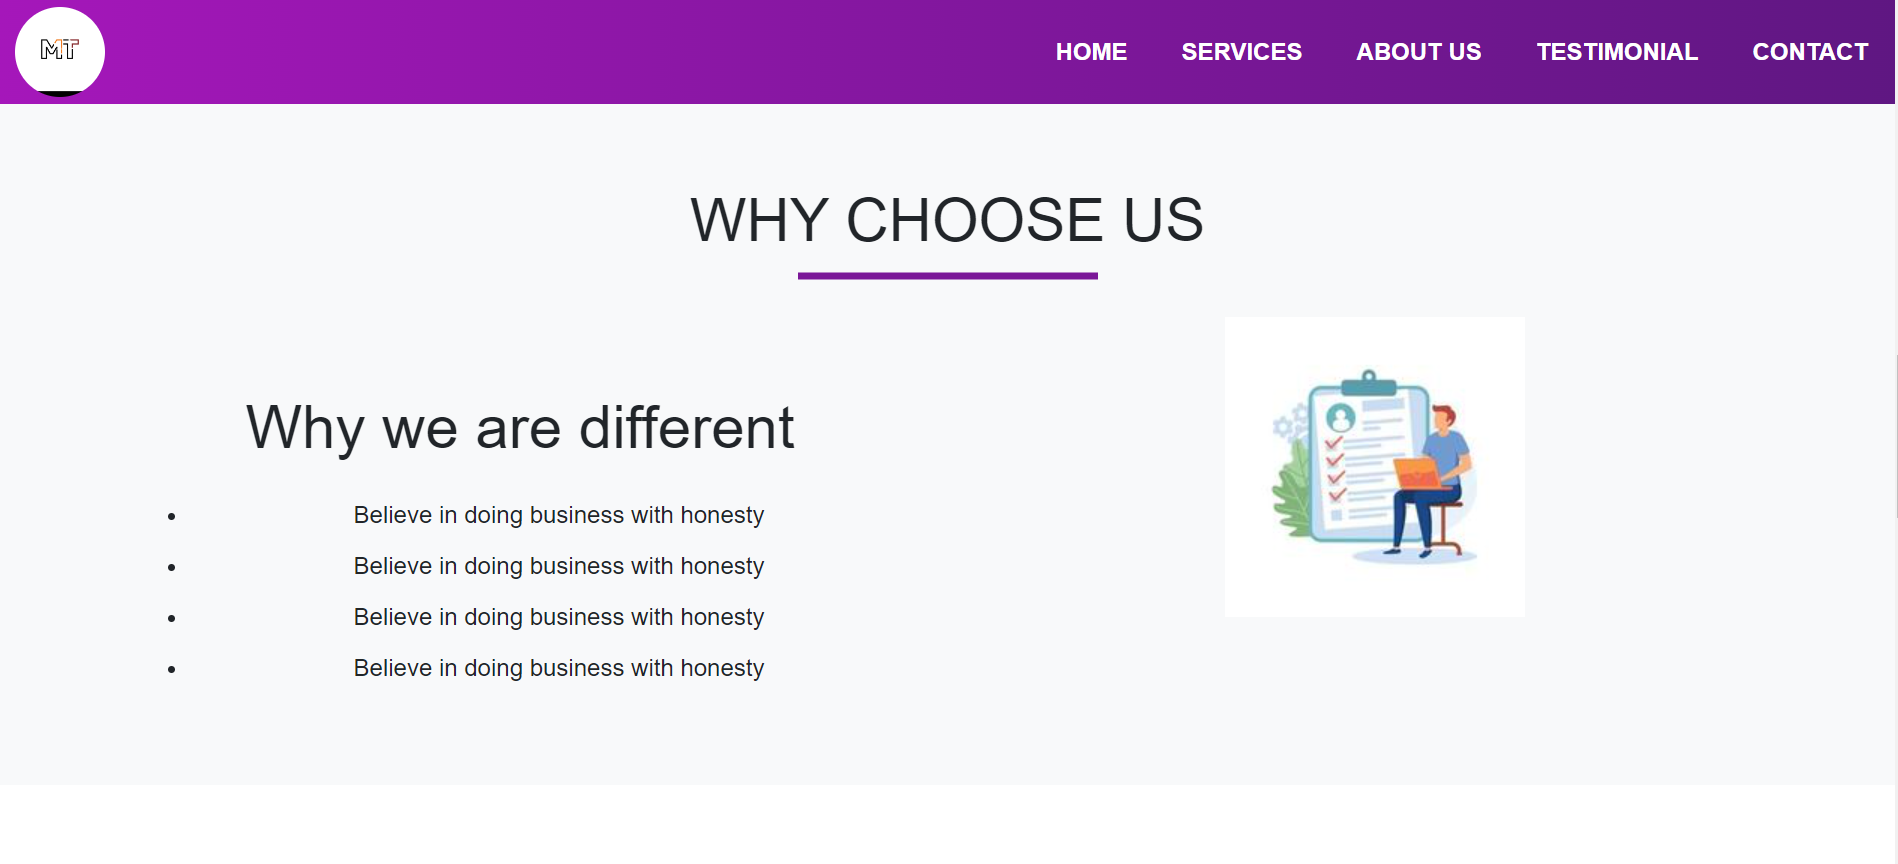 MT
HOME SERVICES ABOUT US TESTIMONIAL CONTACT
WHY CHOOSE US
Why we are different
• Believe in doing business with honesty
• Believe in doing business with honesty
• Believe in doing business with honesty
• Believe in doing business with honesty